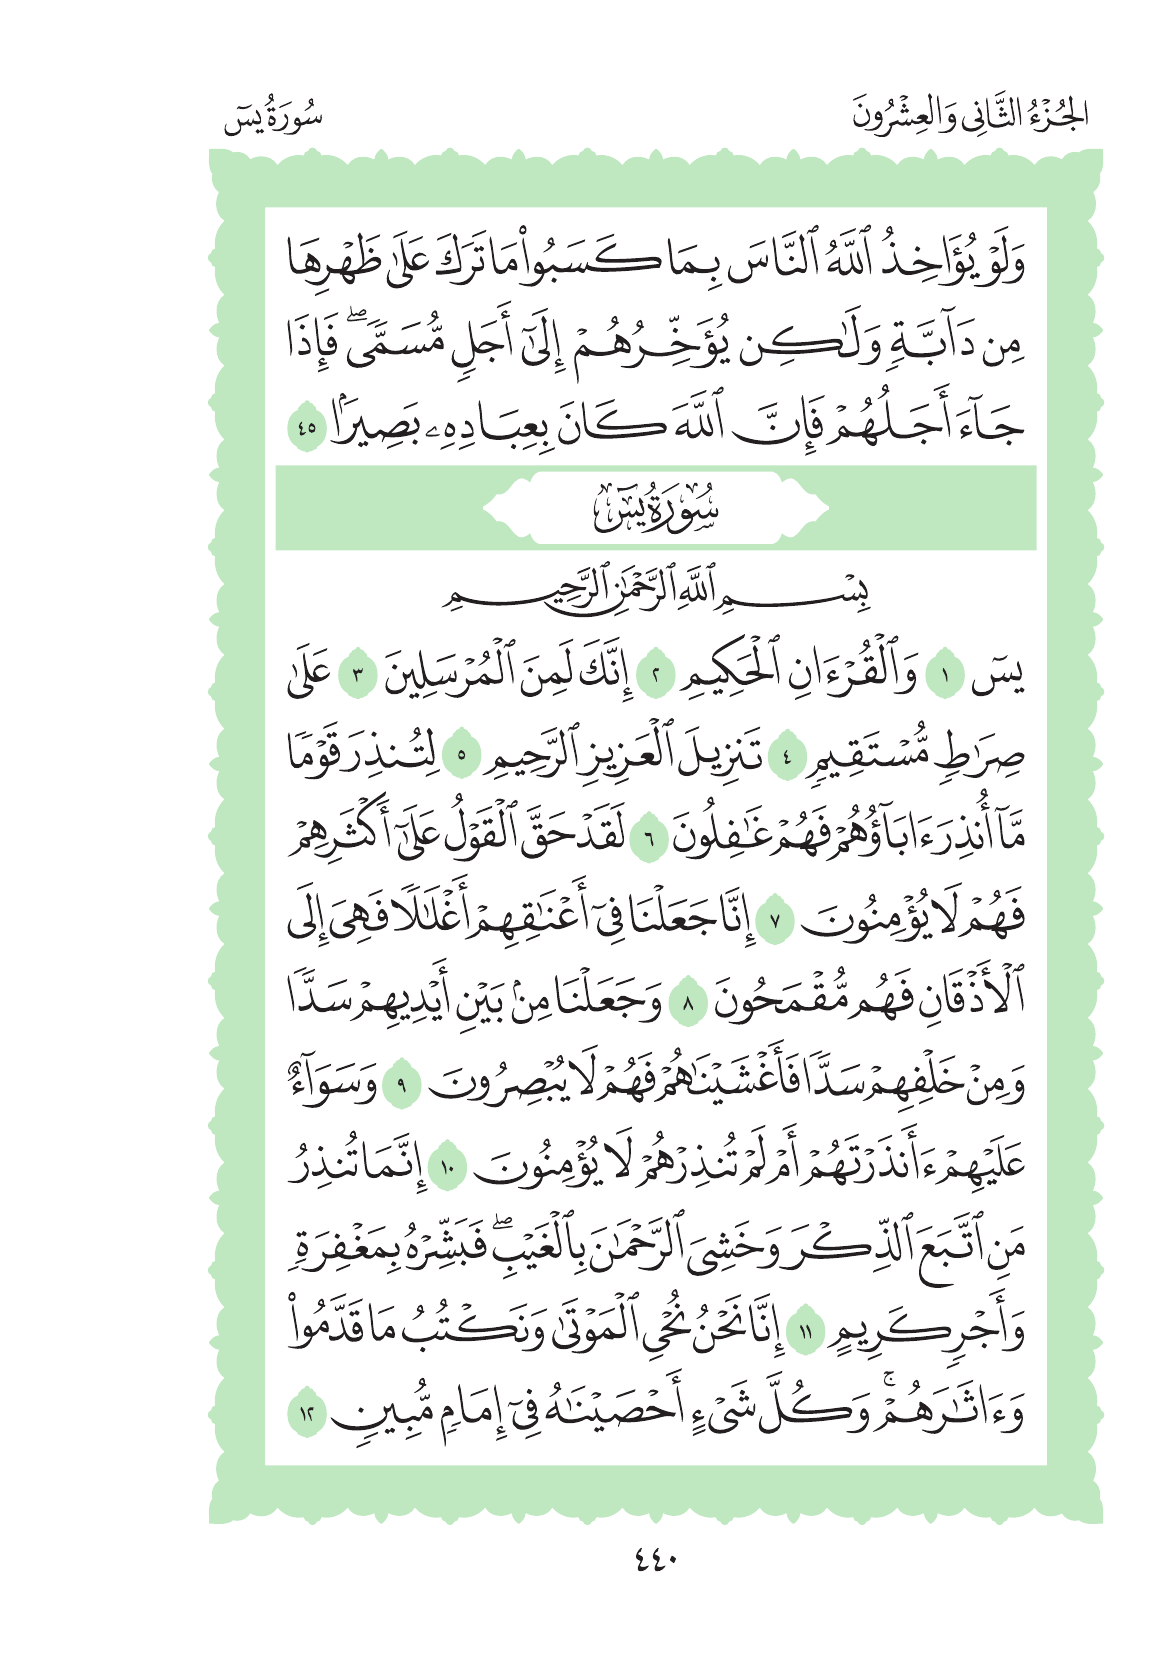 الجُزْءُ الثَّانِي وَالعِشْرُونَ
سُورَةُ يسٓ
وَلَوْ يُؤَاخِذُ ٱللَّهُ ٱلنَّاسَ بِمَا كَسَبُواْ مَا تَرَكَ عَلَىٰ ظَهْرِهَا
مِن دَآبَّةٖ وَلَٰكِن يُؤَخِّرُهُمْ إِلَىٰٓ أَجَلٖ مُّسَمّٗىۖ فَإِذَا
جَآءَ أَجَلُهُمْ فَإِنَّ ٱللَّهَ كَانَ بِعِبَادِهِۦ بَصِيرَۢا ٤٥
سُورَةُ يسٓ
بِسْمِ ٱللَّهِ ٱلرَّحْمَٰنِ ٱلرَّحِيمِ
يسٓ ١ وَٱلْقُرْءَانِ ٱلْحَكِيمِ ٢ إِنَّكَ لَمِنَ ٱلْمُرْسَلِينَ ٣ عَلَىٰ
صِرَٰطٖ مُّسْتَقِيمٖ ٤ تَنزِيلَ ٱلْعَزِيزِ ٱلرَّحِيمِ ٥ لِتُنذِرَ قَوْمٗا
مَّآ أُنذِرَ ءَابَآؤُهُمْ فَهُمْ غَٰفِلُونَ ٦ لَقَدْ حَقَّ ٱلْقَوْلُ عَلَىٰٓ أَكْثَرِهِمْ
فَهُمْ لَا يُؤْمِنُونَ ٧ إِنَّا جَعَلْنَا فِيٓ أَعْنَٰقِهِمْ أَغْلَٰلٗا فَهِيَ إِلَى
ٱلْأَذْقَانِ فَهُم مُّقْمَحُونَ ٨ وَجَعَلْنَا مِنۢ بَيْنِ أَيْدِيهِمْ سَدّٗا
وَمِنْ خَلْفِهِمْ سَدّٗا فَأَغْشَيْنَٰهُمْ فَهُمْ لَا يُبْصِرُونَ ٩ وَسَوَآءٌ
عَلَيْهِمْ ءَأَنذَرْتَهُمْ أَمْ لَمْ تُنذِرْهُمْ لَا يُؤْمِنُونَ ١٠ إِنَّمَا تُنذِرُ
مَنِ ٱتَّبَعَ ٱلذِّكْرَ وَخَشِيَ ٱلرَّحْمَٰنَ بِٱلْغَيْبِۖ فَبَشِّرْهُ بِمَغْفِرَةٖ
وَأَجْرٖ كَرِيمٍ ١١ إِنَّا نَحْنُ نُحْيِ ٱلْمَوْتَىٰ وَنَكْتُبُ مَا قَدَّمُواْ
وَءَاثَٰرَهُمْۚ وَكُلَّ شَيْءٍ أَحْصَيْنَٰهُ فِيٓ إِمَامٖ مُّبِينٖ ١٢
٤٤٠